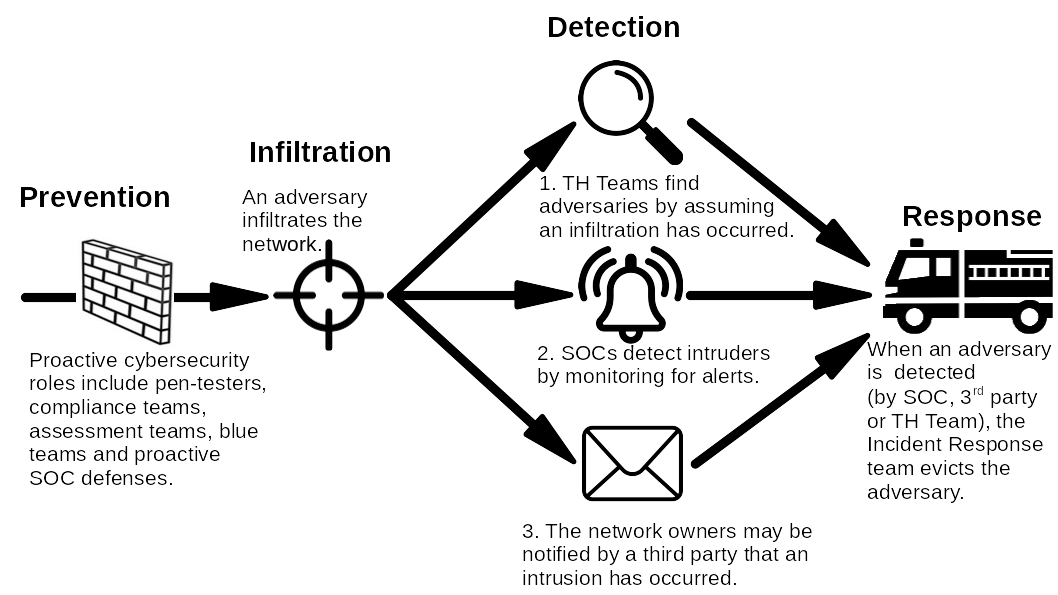 Prevention
Proactive cybersecurity
roles include pen-testers,
compliance teams,
assessment teams, blue
teams and proactive
SOC defenses.
Infiltration
An adversary
infiltrates the
network.
Detection
1. TH Teams find
adversaries by assuming
an infiltration has occurred.
2. SOCs detect intruders
by monitoring for alerts.
3. The network owners may be
notified by a third party that an
intrusion has occurred.
Response
When an adversary
is detected
(by SOC, 3rd party
or TH Team), the
Incident Response
team evicts the
adversary.